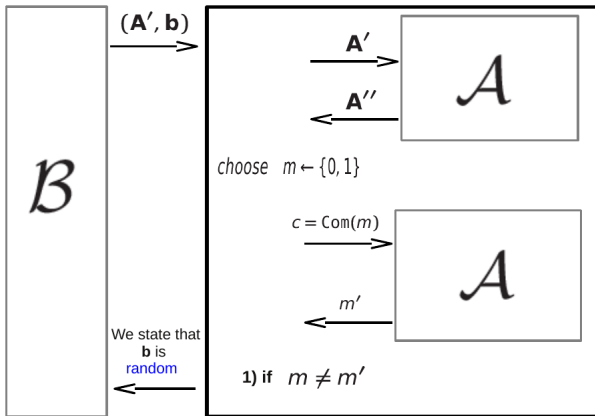 (A′, b)
A′
𝒜
A′′
ℬ
choose m ← {0, 1}
c = Com(m)
𝒜
m′
We state that
b is
random
1) if m ≠ m′